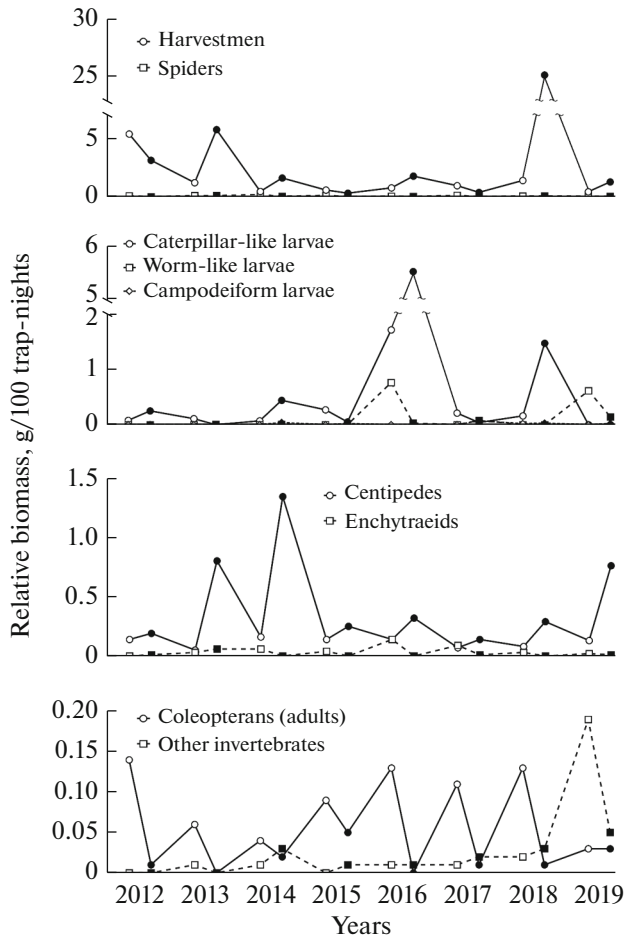 Relative biomass, g/100 trap-nights
30
25
5
0
Harvestmen
Spiders
6
5
2
1
0
Caterpillar-like larvae
Worm-like larvae
Campodeiform larvae
1.5
1.0
0.5
0
Centipedes
Enchytraeids
0.20
0.15
0.10
0.05
0
Coleopterans (adults)
Other invertebrates
2012 2013 2014 2015 2016 2017 2018 2019
Years